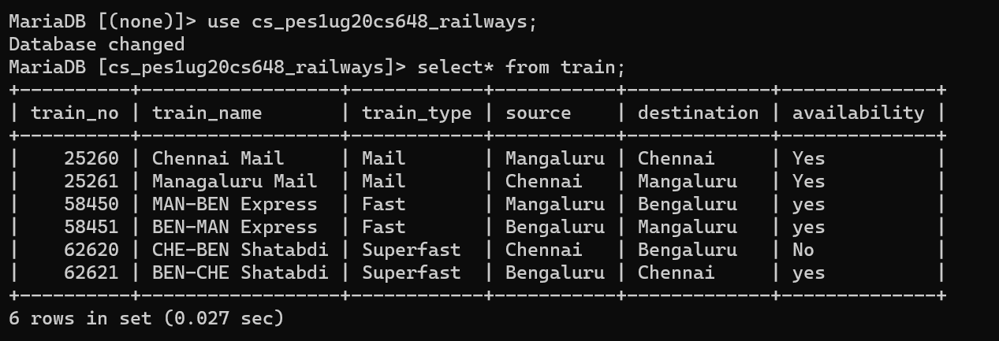 MariaDB [(none)]> use cs_pes1ug20cs648_railways;
Database changed
MariaDB [cs_pes1ug20cs648_railways]> select* from train;
+----------+------------------+------------+-----------+-------------+--------------+
| train_no | train_name       | train_type | source    | destination | availability |
+----------+------------------+------------+-----------+-------------+--------------+
|    25260 | Chennai Mail     | Mail       | Mangaluru | Chennai     | Yes          |
|    25261 | Managaluru Mail  | Mail       | Chennai   | Mangaluru   | Yes          |
|    58450 | MAN-BEN Express  | Fast       | Mangaluru | Bengaluru   | yes          |
|    58451 | BEN-MAN Express  | Fast       | Bengaluru | Mangaluru   | yes          |
|    62620 | CHE-BEN Shatabdi | Superfast  | Chennai   | Bengaluru   | No           |
|    62621 | BEN-CHE Shatabdi | Superfast  | Bengaluru | Chennai     | yes          |
+----------+------------------+------------+-----------+-------------+--------------+
6 rows in set (0.027 sec)